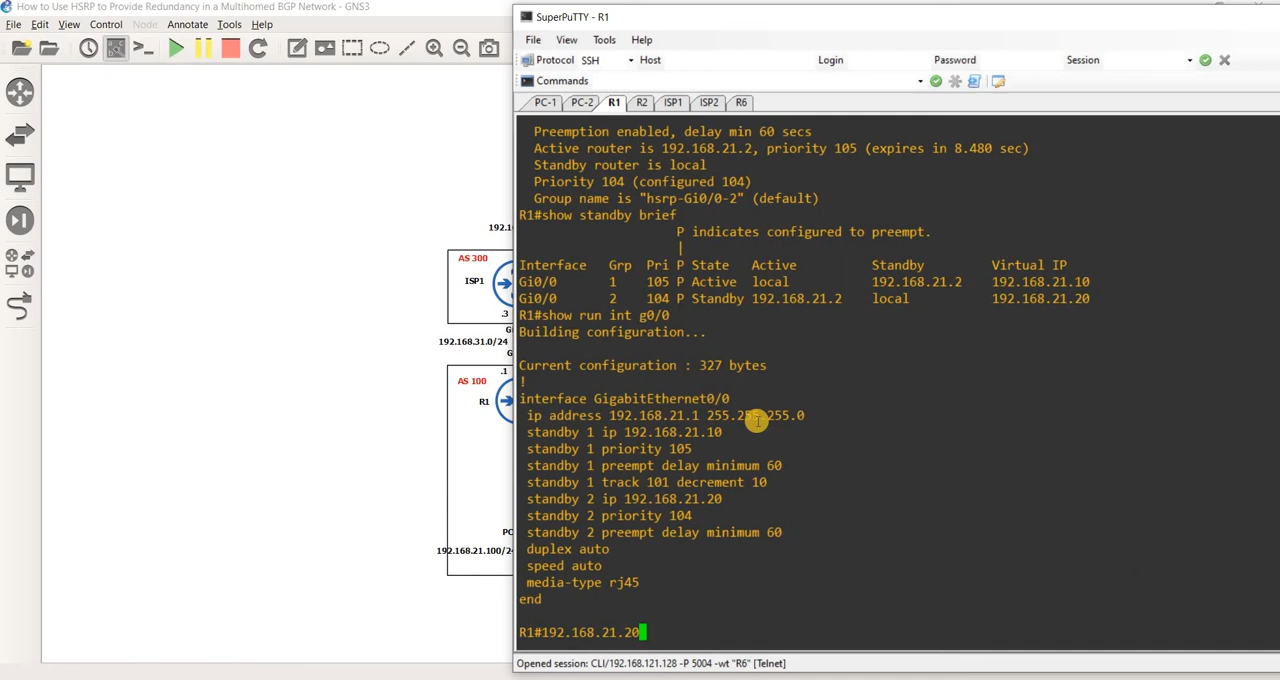 How to Use HSRP to Provide Redundancy in a Multihomed BGP Network - GNS3
File Edit View Control Node Annotate Tools Help
192.1
AS 300
ISP1
.3
G
192.168.31.0/24
G
.1
AS 100
R1
PC
192.168.21.100/24
SuperPuTTY - R1
File View Tools Help
Protocol SSH Host Login Password Session
Commands
PC-1 PC-2 R1 R2 ISP1 ISP2 R6
Preemption enabled, delay min 60 secs
Active router is 192.168.21.2, priority 105 (expires in 8.480 sec)
Standby router is local
Priority 104 (configured 104)
Group name is "hsrp-Gi0/0-2" (default)
R1#show standby brief
P indicates configured to preempt.
|
Interface Grp Pri P State Active Standby Virtual IP
Gi0/0 1 105 P Active local 192.168.21.2 192.168.21.10
Gi0/0 2 104 P Standby 192.168.21.2 local 192.168.21.20
R1#show run int g0/0
Building configuration...
Current configuration : 327 bytes
!
interface GigabitEthernet0/0
ip address 192.168.21.1 255.255.255.0
standby 1 ip 192.168.21.10
standby 1 priority 105
standby 1 preempt delay minimum 60
standby 1 track 101 decrement 10
standby 2 ip 192.168.21.20
standby 2 priority 104
standby 2 preempt delay minimum 60
duplex auto
speed auto
media-type rj45
end
R1#192.168.21.20
Opened session: CLI/192.168.121.128 -P 5004 -wt "R6" [Telnet]